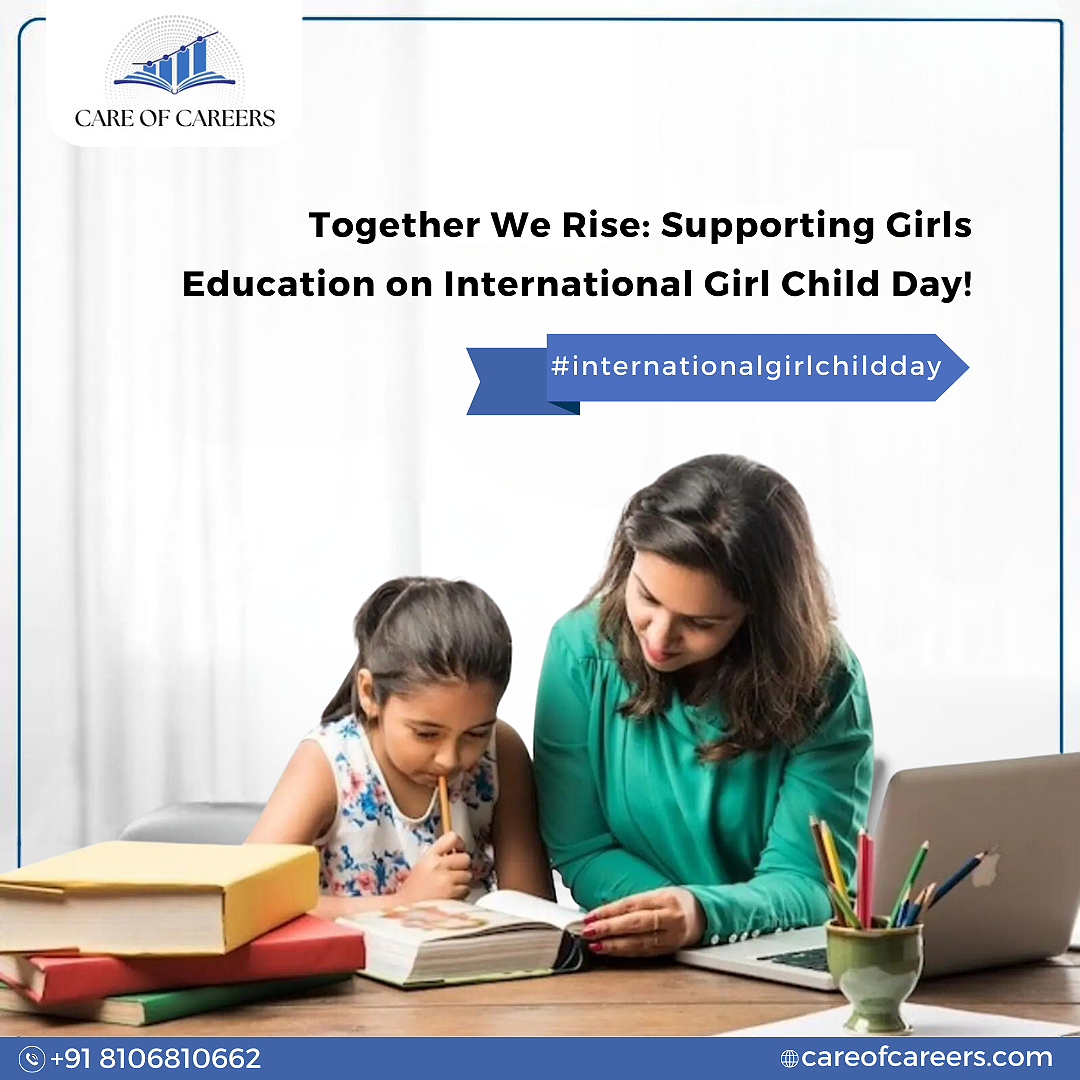 CARE OF CAREERS
Together We Rise: Supporting Girls
Education on International Girl Child Day!
#internationalgirlchildday
+91 8106810662
careofcareers.com